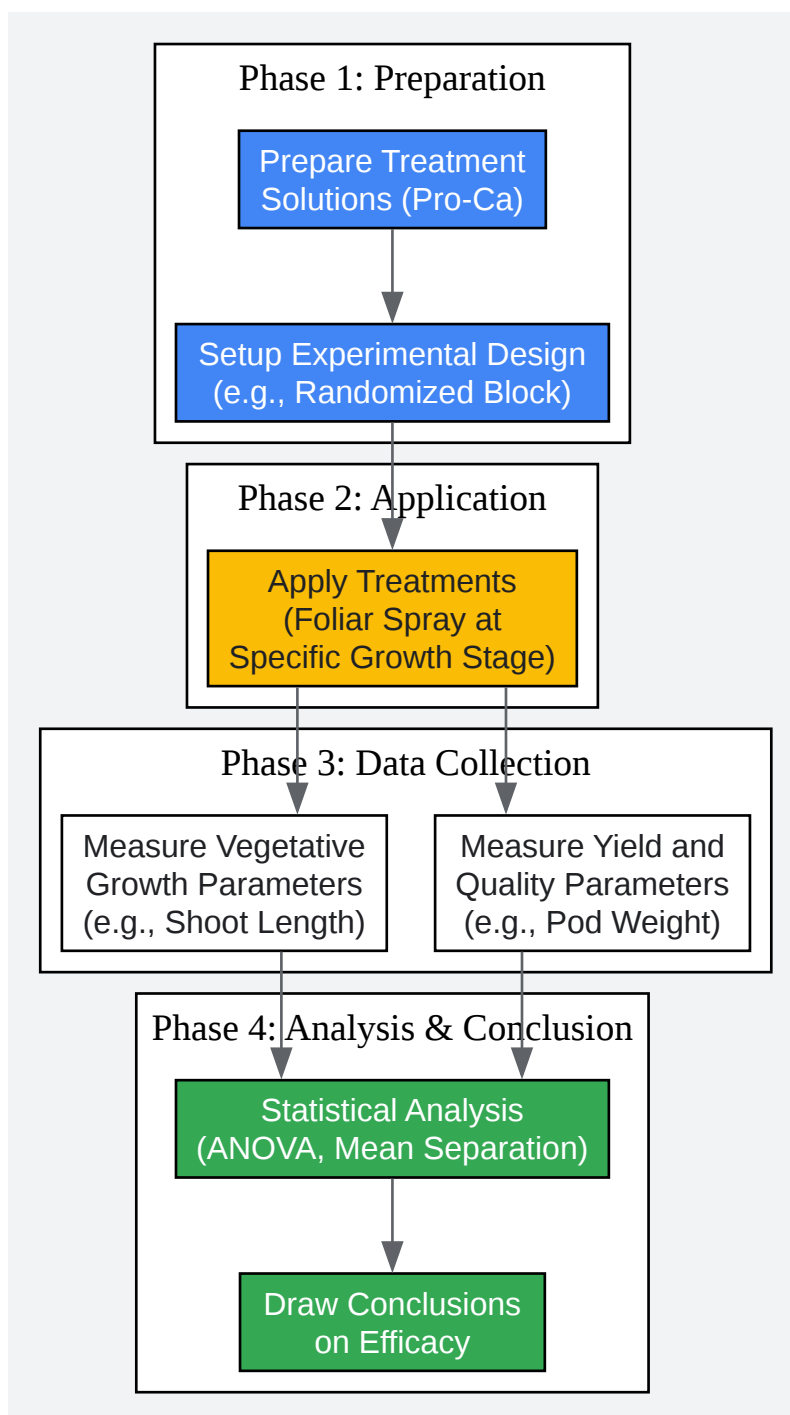 Phase 1: Preparation
Prepare Treatment
Solutions (Pro-Ca)
Setup Experimental Design
(e.g., Randomized Block)
Phase 2: Application
Apply Treatments
(Foliar Spray at
Specific Growth Stage)
Phase 3: Data Collection
Measure Vegetative
Growth Parameters
(e.g., Shoot Length)
Measure Yield and
Quality Parameters
(e.g., Pod Weight)
Phase 4: Analysis & Conclusion
Statistical Analysis
(ANOVA, Mean Separation)
Draw Conclusions
on Efficacy